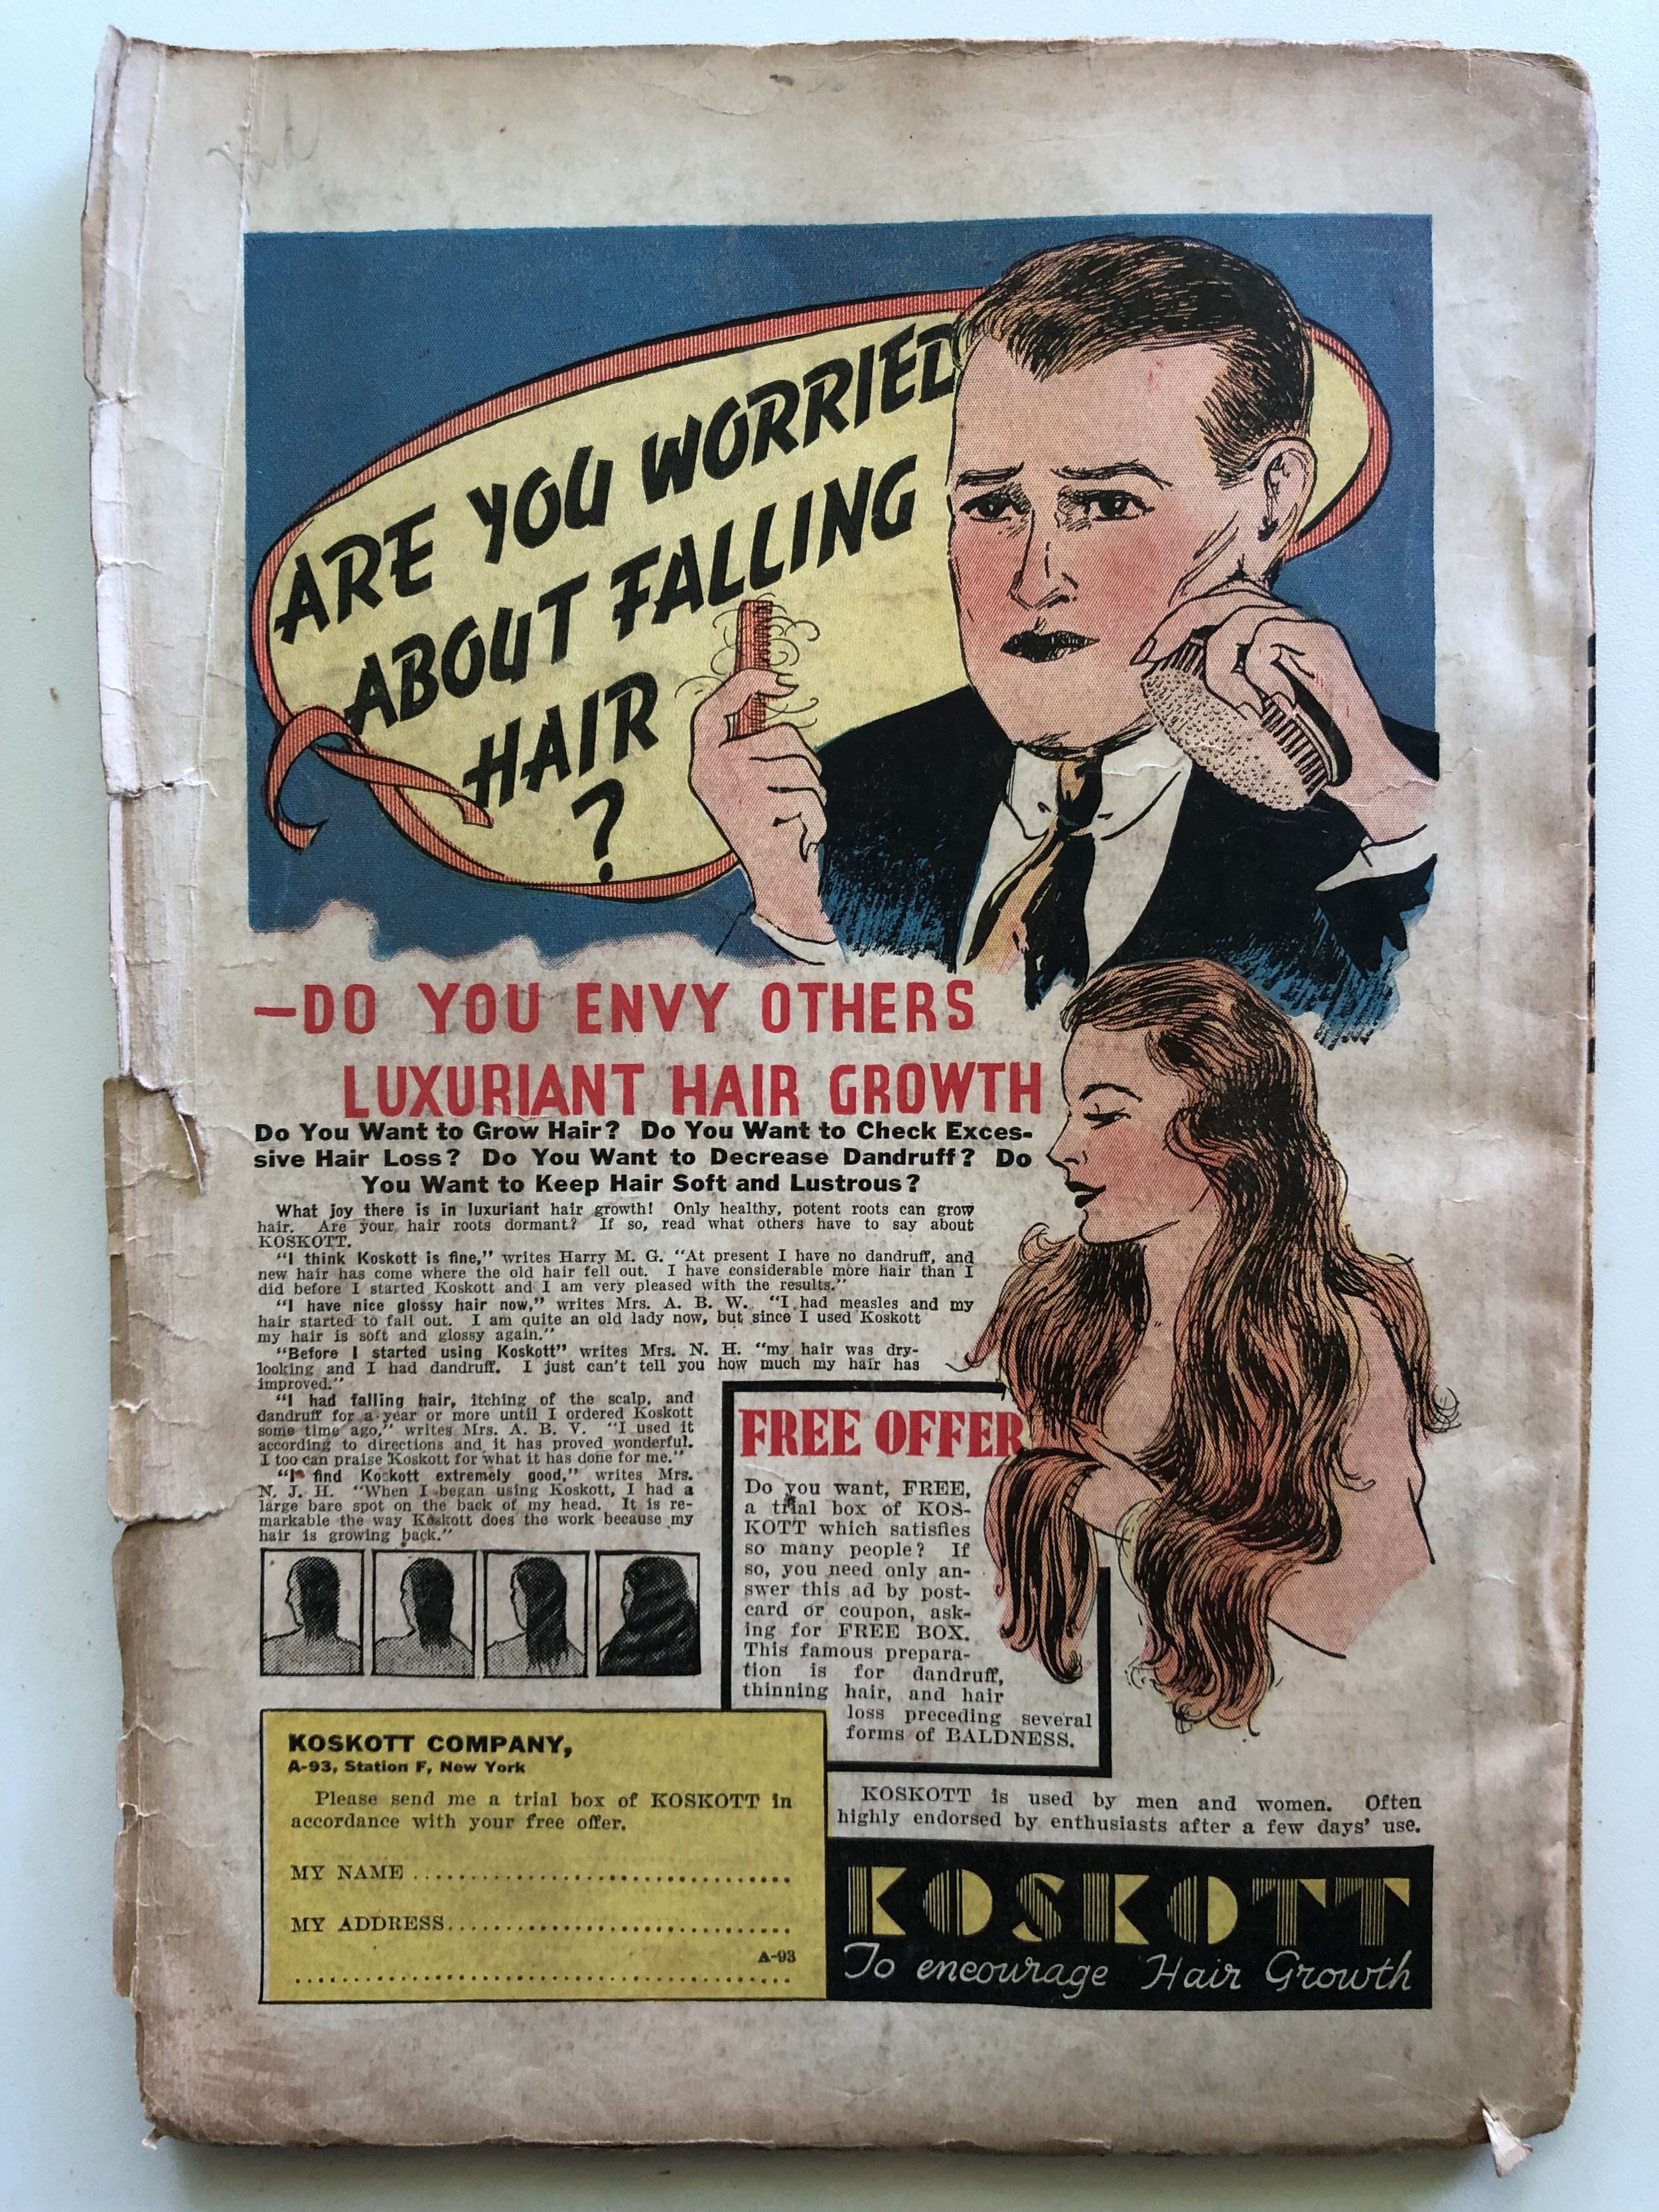 ARE YOU WORRIED
ABOUT FALLING
HAIR
?
—DO YOU ENVY OTHERS
LUXURIANT HAIR GROWTH
Do You Want to Grow Hair? Do You Want to Check Exces-
sive Hair Loss? Do You Want to Decrease Dandruff? Do
You Want to Keep Hair Soft and Lustrous?
What joy there is in luxuriant hair growth! Only healthy, potent roots can grow
hair. Are your hair roots dormant? If so, read what others have to say about
KOSKOTT.
"I think Koskott is fine," writes Harry M. G. "At present I have no dandruff, and
new hair has come where the old hair fell out. I have considerable more hair than I
did before I started Koskott and I am very pleased with the results."
"I have nice glossy hair now," writes Mrs. A. B. W. "I had measles and my
hair started to fall out. I am quite an old lady now, but since I used Koskott
my hair is soft and glossy again."
"Before I started using Koskott" writes Mrs. N. H. "my hair was dry-
looking and I had dandruff. I just can't tell you how much my hair has
improved."
"I had falling hair, itching of the scalp, and
dandruff for a year or more until I ordered Koskott
some time ago," writes Mrs. A. B. V. "I used it
according to directions and it has proved wonderful.
I too can praise Koskott for what it has done for me."
"I find Koskott extremely good," writes Mrs.
N. J. H. "When I began using Koskott, I had a
large bare spot on the back of my head. It is re-
markable the way Koskott does the work because my
hair is growing back."
FREE OFFER
Do you want, FREE,
a trial box of KOS-
KOTT which satisfies
so many people? If
so, you need only an-
swer this ad by post-
card or coupon, ask-
ing for FREE BOX.
This famous prepara-
tion is for dandruff,
thinning hair, and hair
loss preceding several
forms of BALDNESS.
KOSKOTT COMPANY,
A-93, Station F, New York
Please send me a trial box of KOSKOTT in
accordance with your free offer.
MY NAME ........................................
MY ADDRESS....................................
A-93
..................................................
KOSKOTT is used by men and women. Often
highly endorsed by enthusiasts after a few days' use.
KOSKOTT
To encourage Hair Growth